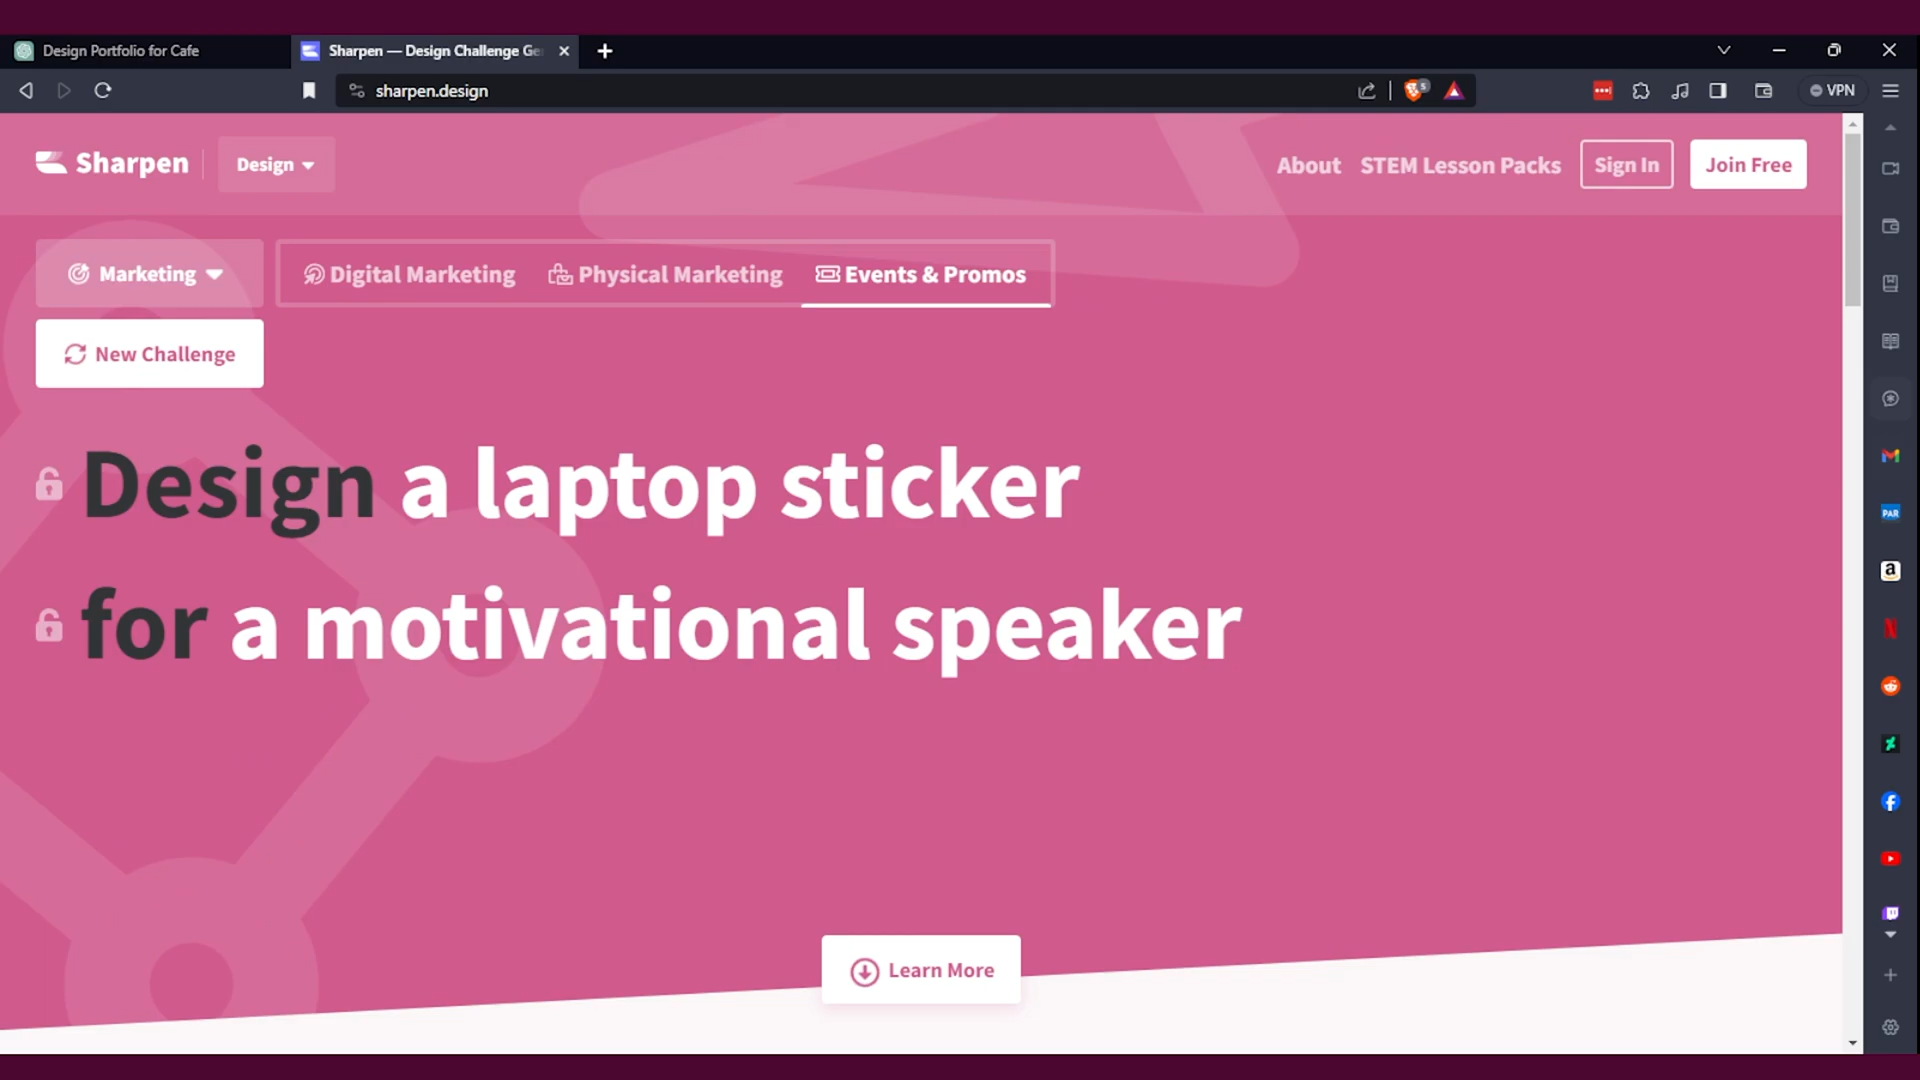 Design Portfolio for Cafe
Sharpen — Design Challenge Ge
sharpen.design
5
VPN
Sharpen
Design
About
STEM Lesson Packs
Sign In
Join Free
Marketing
Digital Marketing
Physical Marketing
Events & Promos
New Challenge
Design a laptop sticker
for a motivational speaker
Learn More
PAR
a